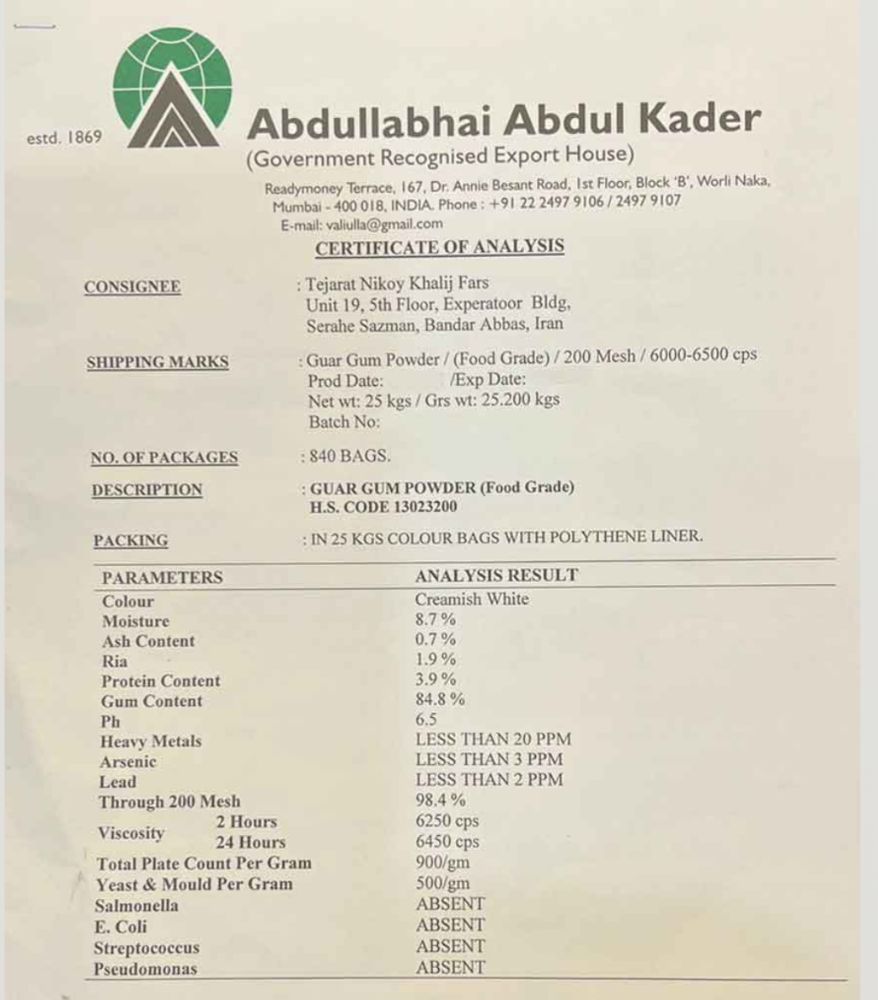 estd. 1869
Abdullabhai Abdul Kader
(Government Recognised Export House)
Readymoney Terrace, 167, Dr. Annie Besant Road, 1st Floor, Block 'B', Worli Naka,
Mumbai - 400 018, INDIA. Phone : +91 22 2497 9106 / 2497 9107
E-mail: valiulla@gmail.com
CERTIFICATE OF ANALYSIS
CONSIGNEE : Tejarat Nikoy Khalij Fars
Unit 19, 5th Floor, Experatoor Bldg,
Serahe Sazman, Bandar Abbas, Iran
SHIPPING MARKS : Guar Gum Powder / (Food Grade) / 200 Mesh / 6000-6500 cps
Prod Date: /Exp Date:
Net wt: 25 kgs / Grs wt: 25.200 kgs
Batch No:
NO. OF PACKAGES : 840 BAGS.
DESCRIPTION : GUAR GUM POWDER (Food Grade)
H.S. CODE 13023200
PACKING : IN 25 KGS COLOUR BAGS WITH POLYTHENE LINER.
PARAMETERS ANALYSIS RESULT
Colour Creamish White
Moisture 8.7 %
Ash Content 0.7 %
Ria 1.9 %
Protein Content 3.9 %
Gum Content 84.8 %
Ph 6.5
Heavy Metals LESS THAN 20 PPM
Arsenic LESS THAN 3 PPM
Lead LESS THAN 2 PPM
Through 200 Mesh 98.4 %
Viscosity 2 Hours 6250 cps
24 Hours 6450 cps
Total Plate Count Per Gram 900/gm
Yeast & Mould Per Gram 500/gm
Salmonella ABSENT
E. Coli ABSENT
Streptococcus ABSENT
Pseudomonas ABSENT